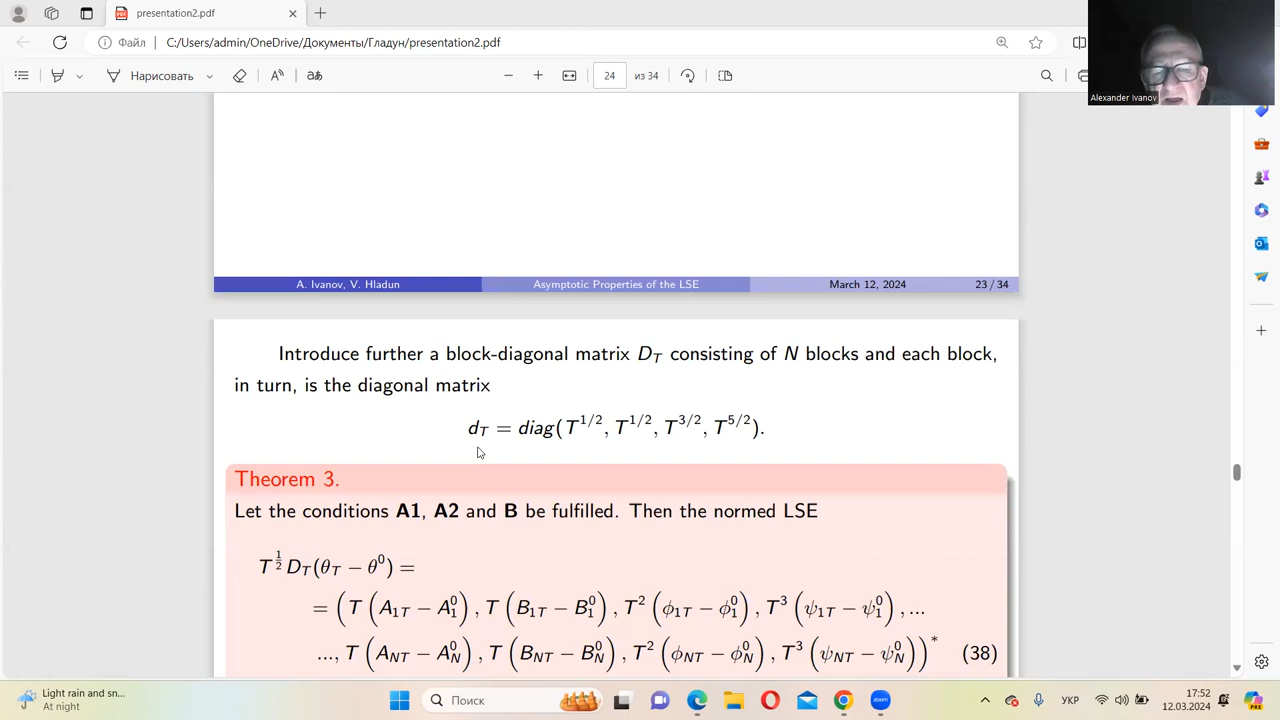 presentation2.pdf
Файл
C:/Users/admin/OneDrive/Документы/Гладун/presentation2.pdf
Нарисовать
24 из 34
Alexander Ivanov
A. Ivanov, V. Hladun Asymptotic Properties of the LSE March 12, 2024 23 / 34
Introduce further a block-diagonal matrix D_T consisting of N blocks and each block,
in turn, is the diagonal matrix
d_T = diag(T^{1/2}, T^{1/2}, T^{3/2}, T^{5/2}).
Theorem 3.
Let the conditions A1, A2 and B be fulfilled. Then the normed LSE
T^{1/2} D_T(θ_T − θ^0) =
= (T(A_{1T} − A_1^0), T(B_{1T} − B_1^0), T^2(ϕ_{1T} − ϕ_1^0), T^3(ψ_{1T} − ψ_1^0), ...
..., T(A_{NT} − A_N^0), T(B_{NT} − B_N^0), T^2(ϕ_{NT} − ϕ_N^0), T^3(ψ_{NT} − ψ_N^0))^* (38)
Light rain and sn...
At night
Поиск
УКР
17:52
12.03.2024
PRE